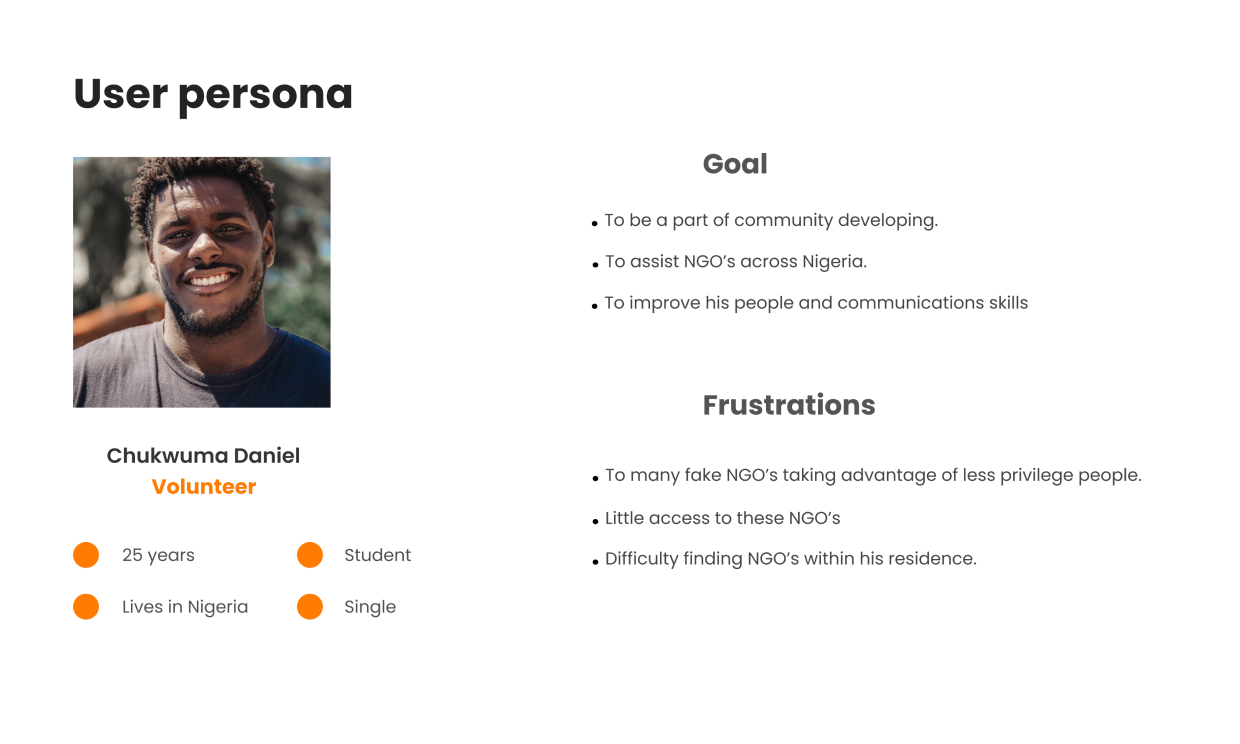 User persona
Chukwuma Daniel
Volunteer
25 years
Student
Lives in Nigeria
Single
Goal
• To be a part of community developing.
• To assist NGO’s across Nigeria.
• To improve his people and communications skills
Frustrations
• To many fake NGO’s taking advantage of less privilege people.
• Little access to these NGO’s
• Difficulty finding NGO’s within his residence.